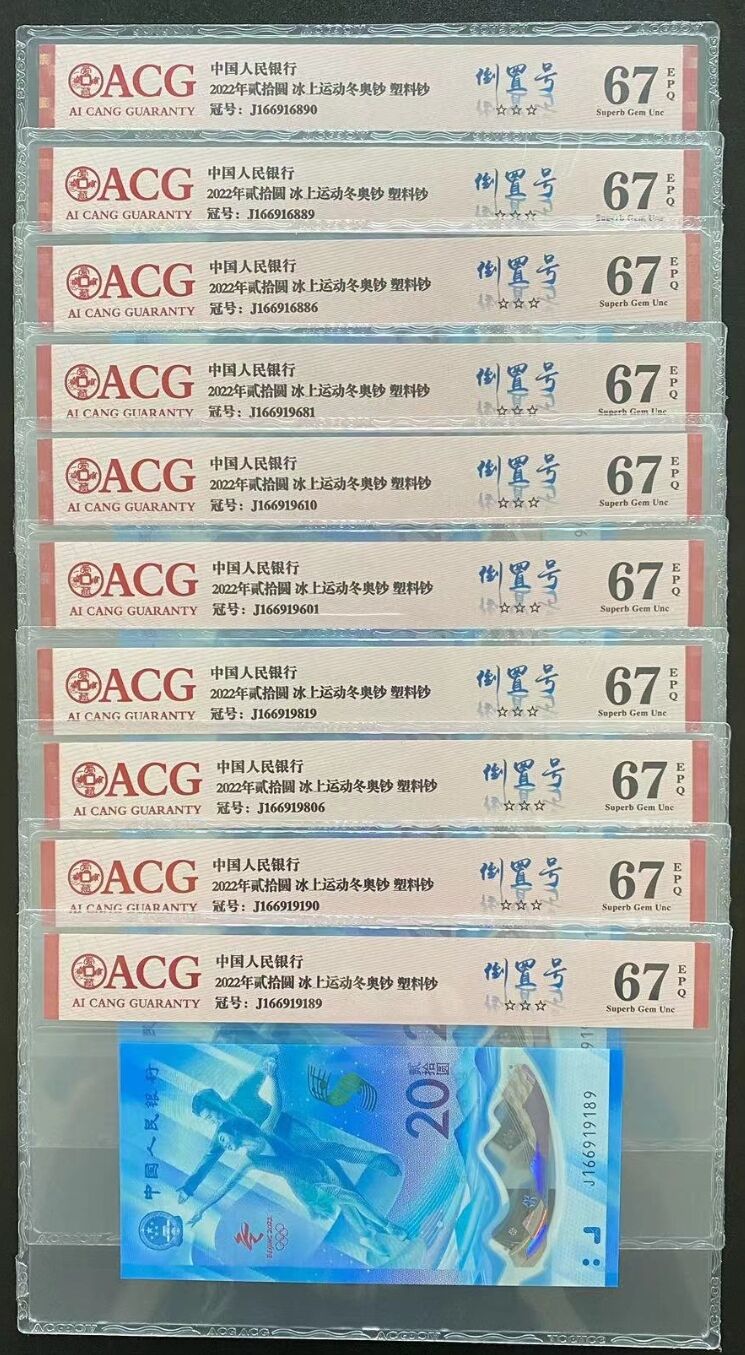 ACG
AI CANG GUARANTY
中国人民银行
2022年贰拾圆 冰上运动冬奥钞 塑料钞
冠号：J166916890
倒置号
☆☆☆
67
EPQ
Superb Gem Unc
ACG
AI CANG GUARANTY
中国人民银行
2022年贰拾圆 冰上运动冬奥钞 塑料钞
冠号：J166916889
倒置号
☆☆☆
67
EPQ
Superb Gem Unc
ACG
AI CANG GUARANTY
中国人民银行
2022年贰拾圆 冰上运动冬奥钞 塑料钞
冠号：J166916886
倒置号
☆☆☆
67
EPQ
Superb Gem Unc
ACG
AI CANG GUARANTY
中国人民银行
2022年贰拾圆 冰上运动冬奥钞 塑料钞
冠号：J166919681
倒置号
☆☆☆
67
EPQ
Superb Gem Unc
ACG
AI CANG GUARANTY
中国人民银行
2022年贰拾圆 冰上运动冬奥钞 塑料钞
冠号：J166919610
倒置号
☆☆☆
67
EPQ
Superb Gem Unc
ACG
AI CANG GUARANTY
中国人民银行
2022年贰拾圆 冰上运动冬奥钞 塑料钞
冠号：J166919601
倒置号
☆☆☆
67
EPQ
Superb Gem Unc
ACG
AI CANG GUARANTY
中国人民银行
2022年贰拾圆 冰上运动冬奥钞 塑料钞
冠号：J166919819
倒置号
☆☆☆
67
EPQ
Superb Gem Unc
ACG
AI CANG GUARANTY
中国人民银行
2022年贰拾圆 冰上运动冬奥钞 塑料钞
冠号：J166919806
倒置号
☆☆☆
67
EPQ
Superb Gem Unc
ACG
AI CANG GUARANTY
中国人民银行
2022年贰拾圆 冰上运动冬奥钞 塑料钞
冠号：J166919190
倒置号
☆☆☆
67
EPQ
Superb Gem Unc
ACG
AI CANG GUARANTY
中国人民银行
2022年贰拾圆 冰上运动冬奥钞 塑料钞
冠号：J166919189
倒置号
☆☆☆
67
EPQ
Superb Gem Unc
中国人民银行
BEIJING 2022
20
贰拾圆
J166919189